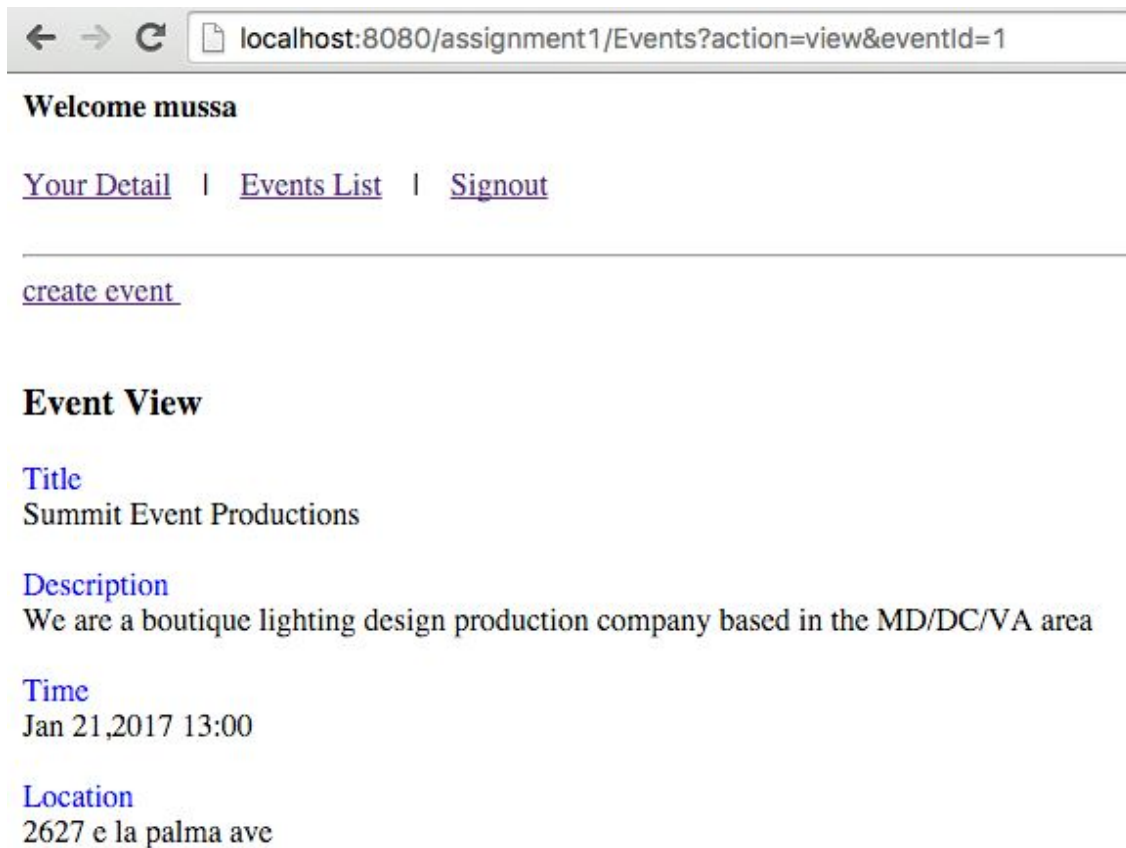 localhost:8080/assignment1/Events?action=view&eventId=1
Welcome mussa
Your Detail | Events List | Signout
create event
Event View
Title
Summit Event Productions
Description
We are a boutique lighting design production company based in the MD/DC/VA area
Time
Jan 21,2017 13:00
Location
2627 e la palma ave